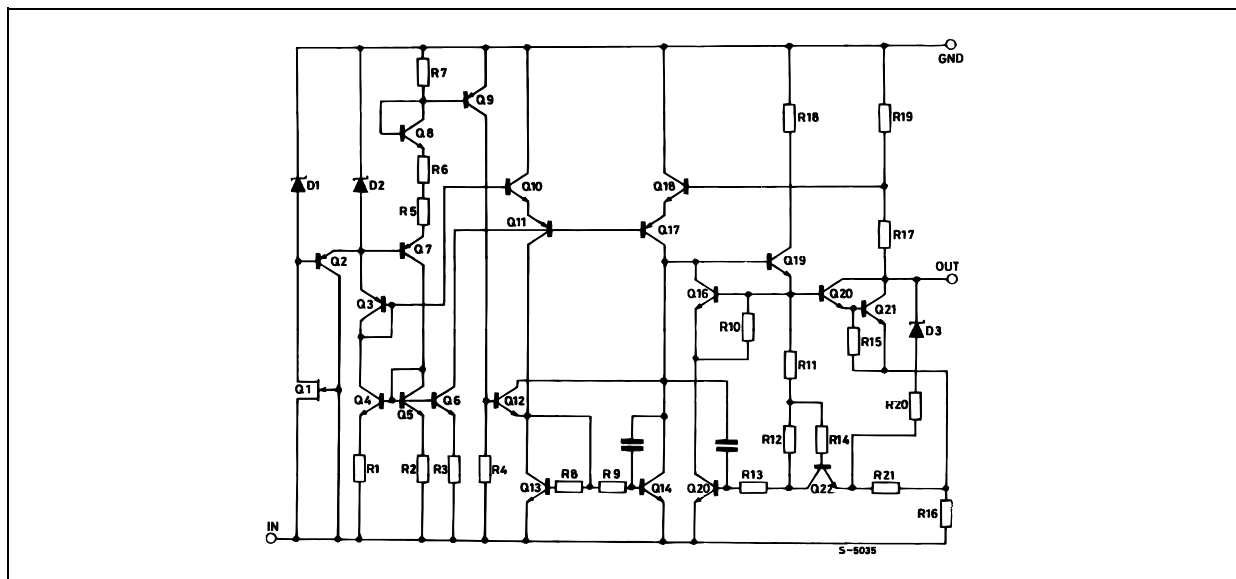 GND
R7
Q9
Q8
R18
R19
R6
D1
D2
Q10
Q18
R5
Q11
Q17
R17
Q2
Q7
Q19
OUT
Q3
Q16
Q20
Q21
R10
R15
D3
R11
Q1
Q4
Q5
Q6
Q12
R20
R12
R14
R1
R2
R3
R4
Q13
R8
R9
Q14
Q20
R13
Q22
R21
R16
IN
S-5035